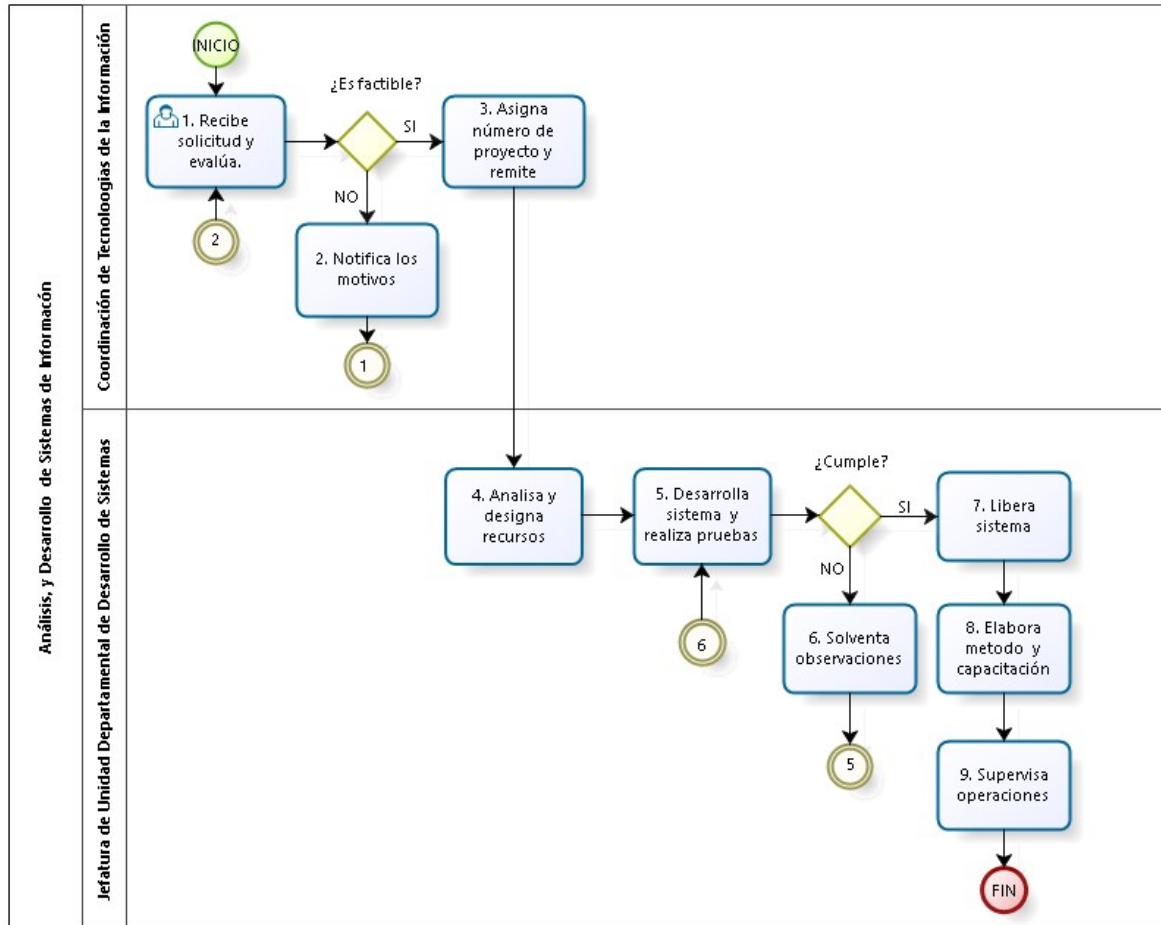 Análisis, y Desarrollo de Sistemas de Informacón
Coordinación de Tecnoloogias de la Información
INICIO
1. Recibe
solicitud y
evalúa.
2
¿Es factible?
SI
NO
2. Notifica los
motivos
1
3. Asigna
número de
proyecto y
remite
Jefatura de Unidad Departamental de Desarrollo de Sistemas
4. Analisa y
designa
recursos
5. Desarrolla
sistema y
realiza pruebas
6
¿Cumple?
SI
NO
6. Solventa
observaciones
5
7. Libera
sistema
8. Elabora
metodo y
capacitación
9. Supervisa
operaciones
FIN